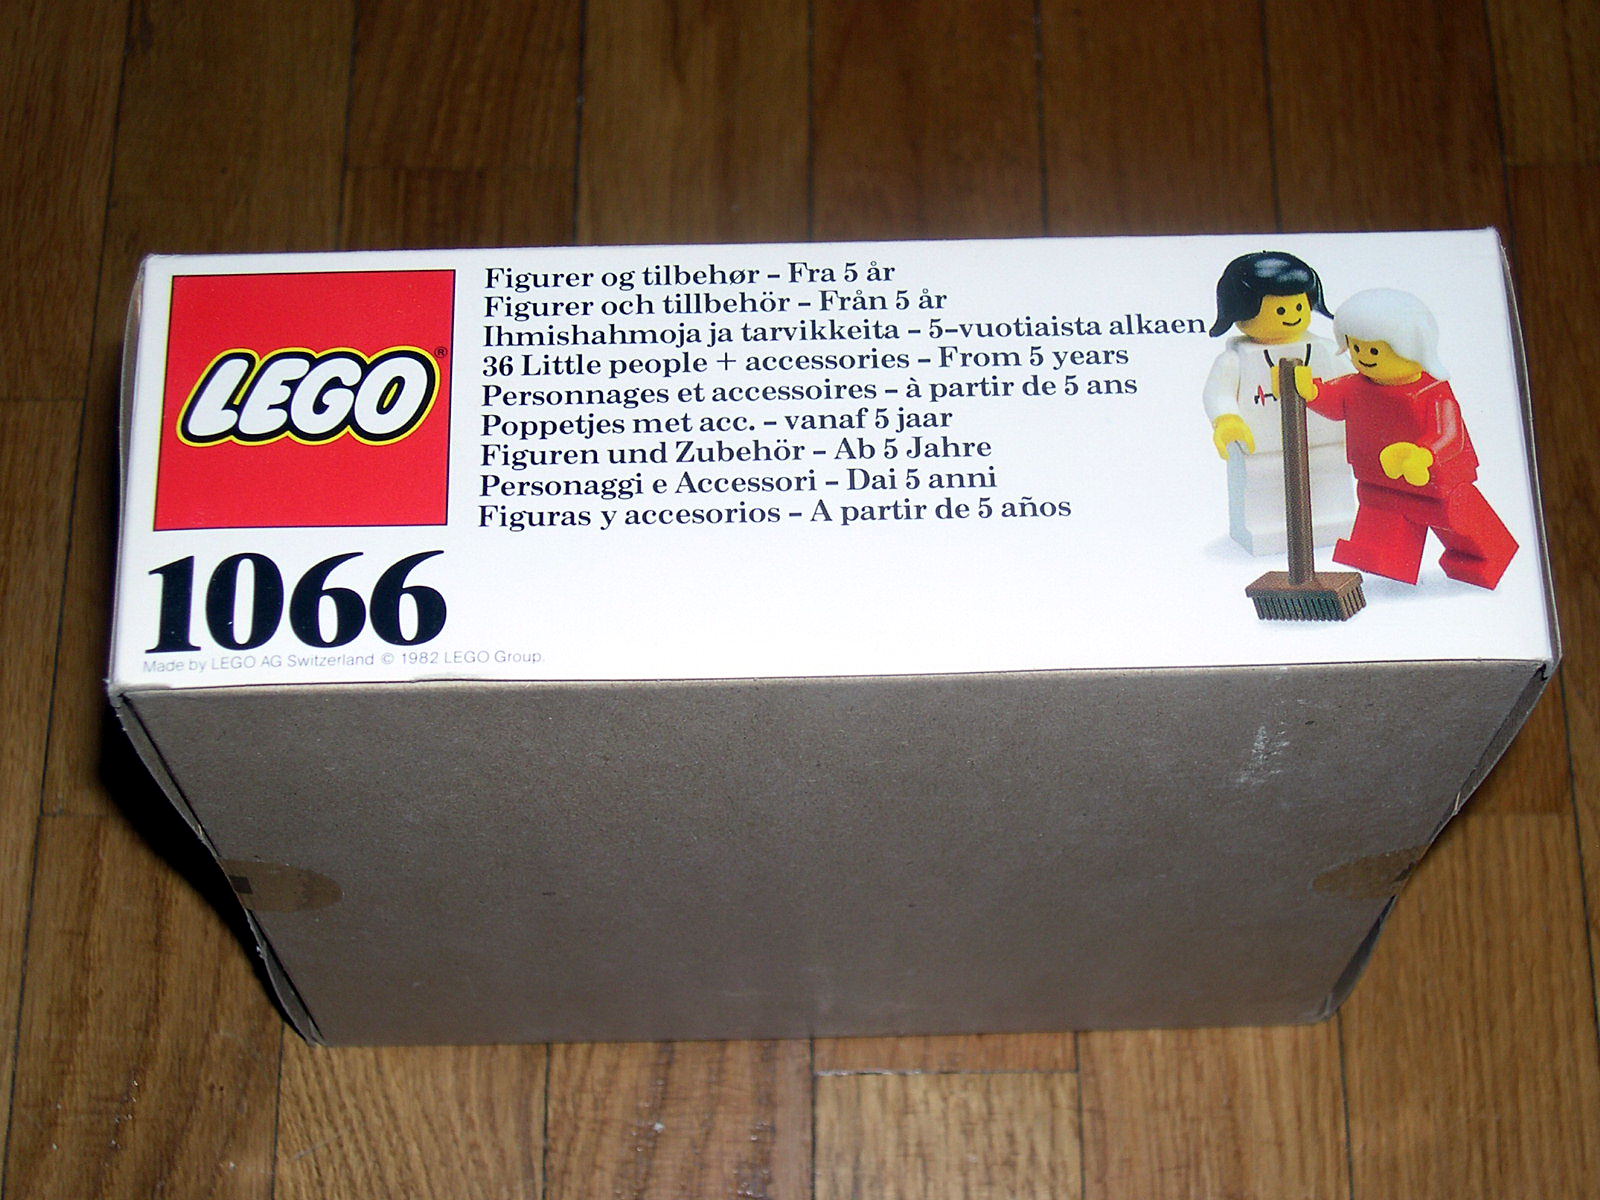 LEGO®
Figurer og tilbehør – Fra 5 år
Figurer och tillbehör – Från 5 år
Ihmishahmoja ja tarvikkeita – 5-vuotiaista alkaen
36 Little people + accessories – From 5 years
Personnages et accessoires – à partir de 5 ans
Poppetjes met acc. – vanaf 5 jaar
Figuren und Zubehör – Ab 5 Jahre
Personaggi e Accessori – Dai 5 anni
Figuras y accesorios – A partir de 5 años
1066
Made by LEGO AG Switzerland © 1982 LEGO Group.